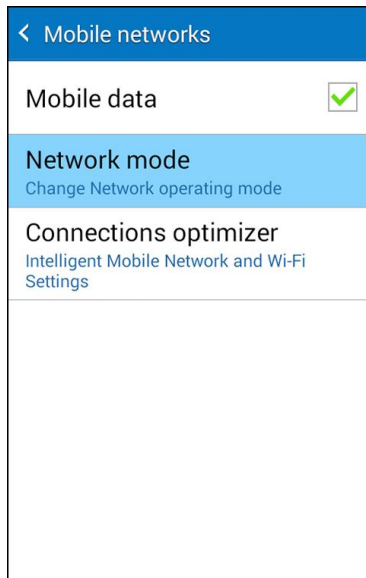 Mobile networks
Mobile data
Network mode
Change Network operating mode
Connections optimizer
Intelligent Mobile Network and Wi-Fi
Settings